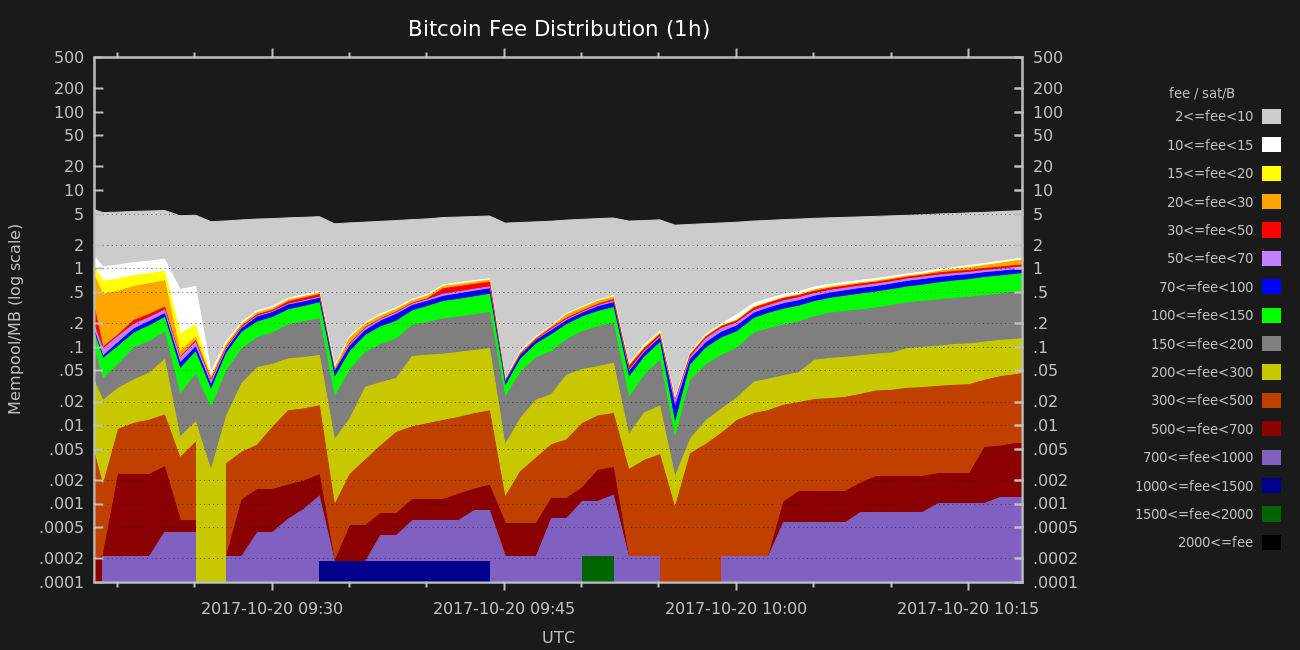 Bitcoin Fee Distribution (1h)
Mempool/MB (log scale)
500
200
100
50
20
10
5
2
1
.5
.2
.1
.05
.02
.01
.005
.002
.001
.0005
.0002
.0001
500
200
100
50
20
10
5
2
1
.5
.2
.1
.05
.02
.01
.005
.002
.001
.0005
.0002
.0001
2017-10-20 09:30
2017-10-20 09:45
2017-10-20 10:00
2017-10-20 10:15
UTC
fee / sat/B
2<=fee<10
10<=fee<15
15<=fee<20
20<=fee<30
30<=fee<50
50<=fee<70
70<=fee<100
100<=fee<150
150<=fee<200
200<=fee<300
300<=fee<500
500<=fee<700
700<=fee<1000
1000<=fee<1500
1500<=fee<2000
2000<=fee